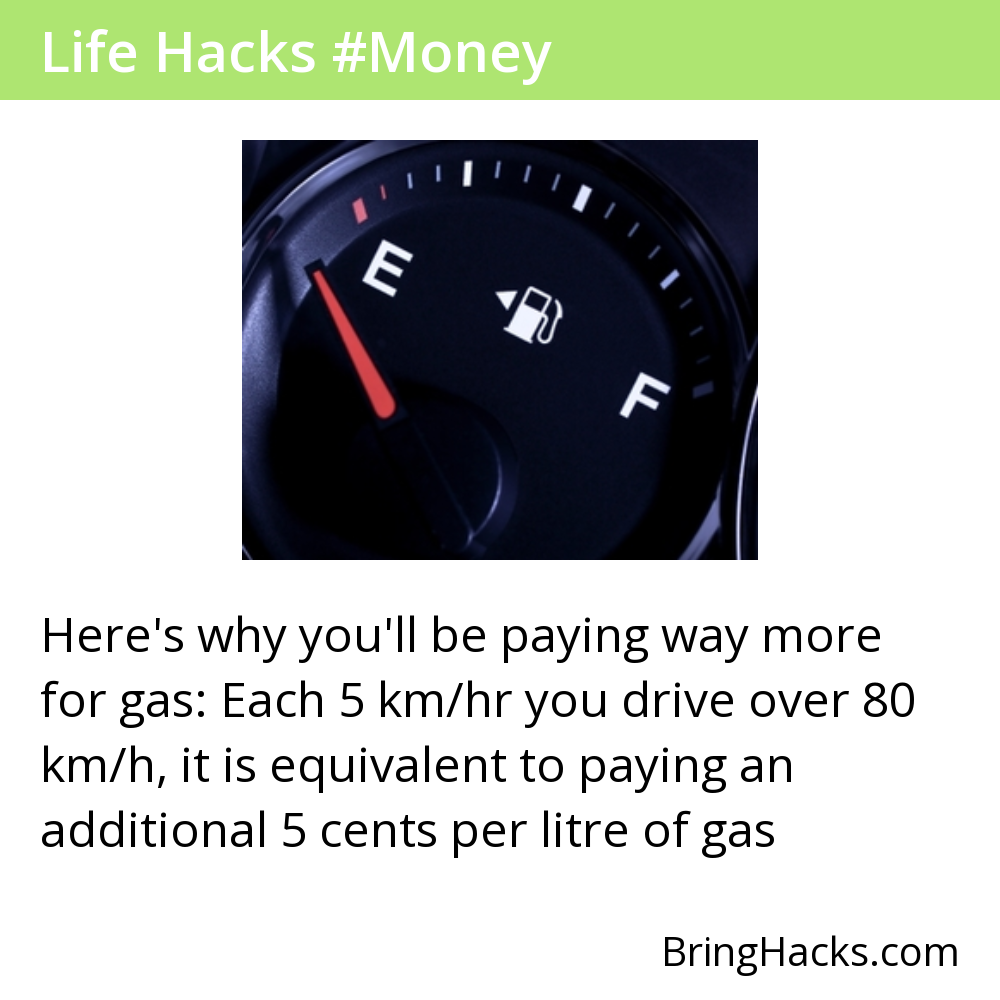 Life Hacks #Money
E
F
Here's why you'll be paying way more
for gas: Each 5 km/hr you drive over 80
km/h, it is equivalent to paying an
additional 5 cents per litre of gas
BringHacks.com